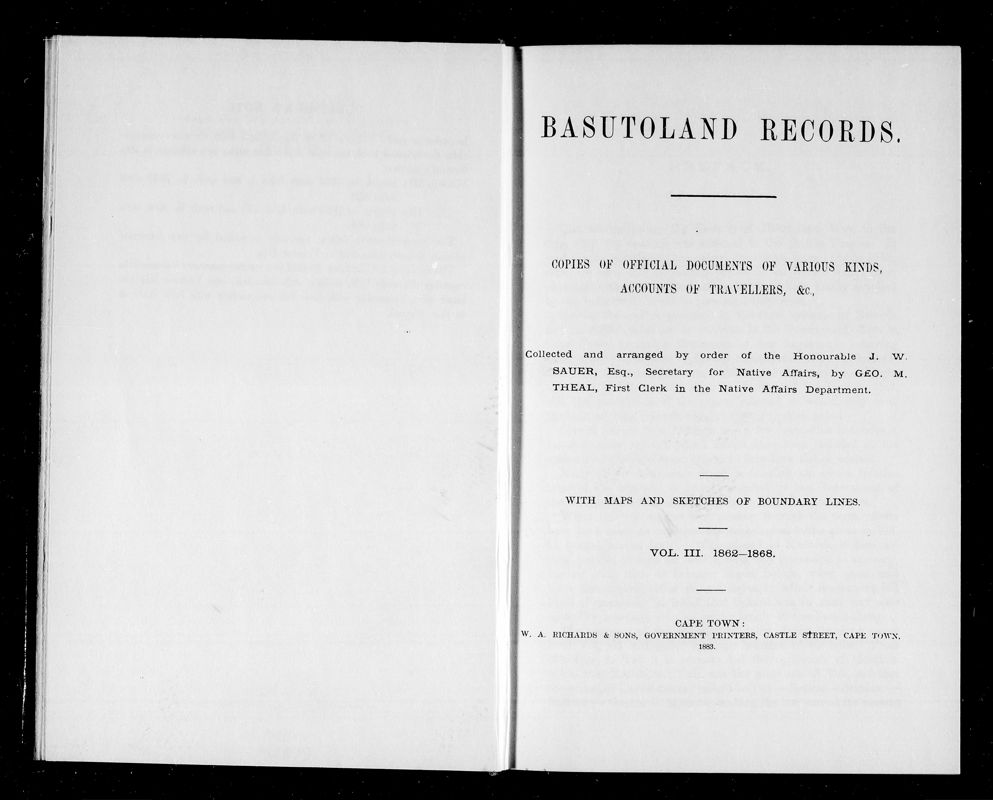 BASUTOLAND RECORDS.
COPIES OF OFFICIAL DOCUMENTS OF VARIOUS KINDS,
ACCOUNTS OF TRAVELLERS, &c.,
Collected and arranged by order of the Honourable J. W.
SAUER, Esq., Secretary for Native Affairs, by GEO. M.
THEAL, First Clerk in the Native Affairs Department.
WITH MAPS AND SKETCHES OF BOUNDARY LINES.
VOL. III. 1862—1868.
CAPE TOWN:
W. A. RICHARDS & SONS, GOVERNMENT PRINTERS, CASTLE STREET, CAPE TOWN.
1883.